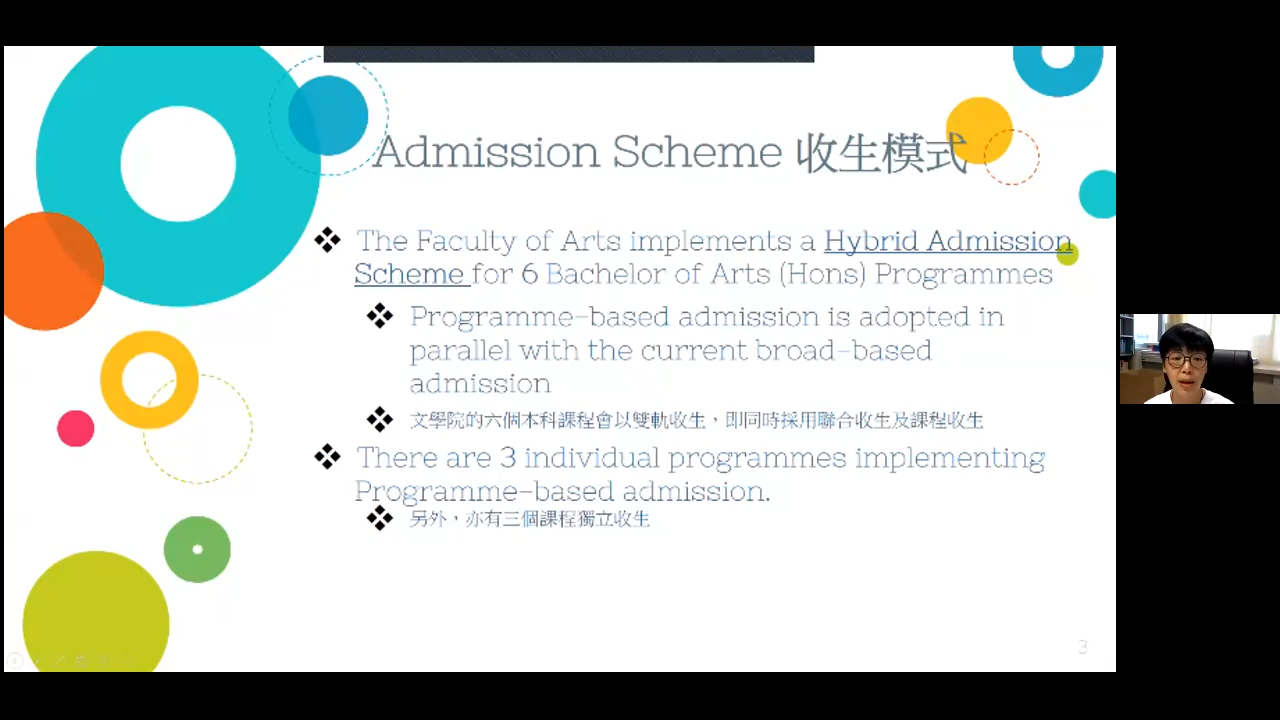 Admission Scheme 收生模式
The Faculty of Arts implements a Hybrid Admission
Scheme for 6 Bachelor of Arts (Hons) Programmes
Programme-based admission is adopted in
parallel with the current broad-based
admission
文學院的六個本科課程會以雙軌收生，即同時採用聯合收生及課程收生
There are 3 individual programmes implementing
Programme-based admission.
另外，亦有三個課程獨立收生
3